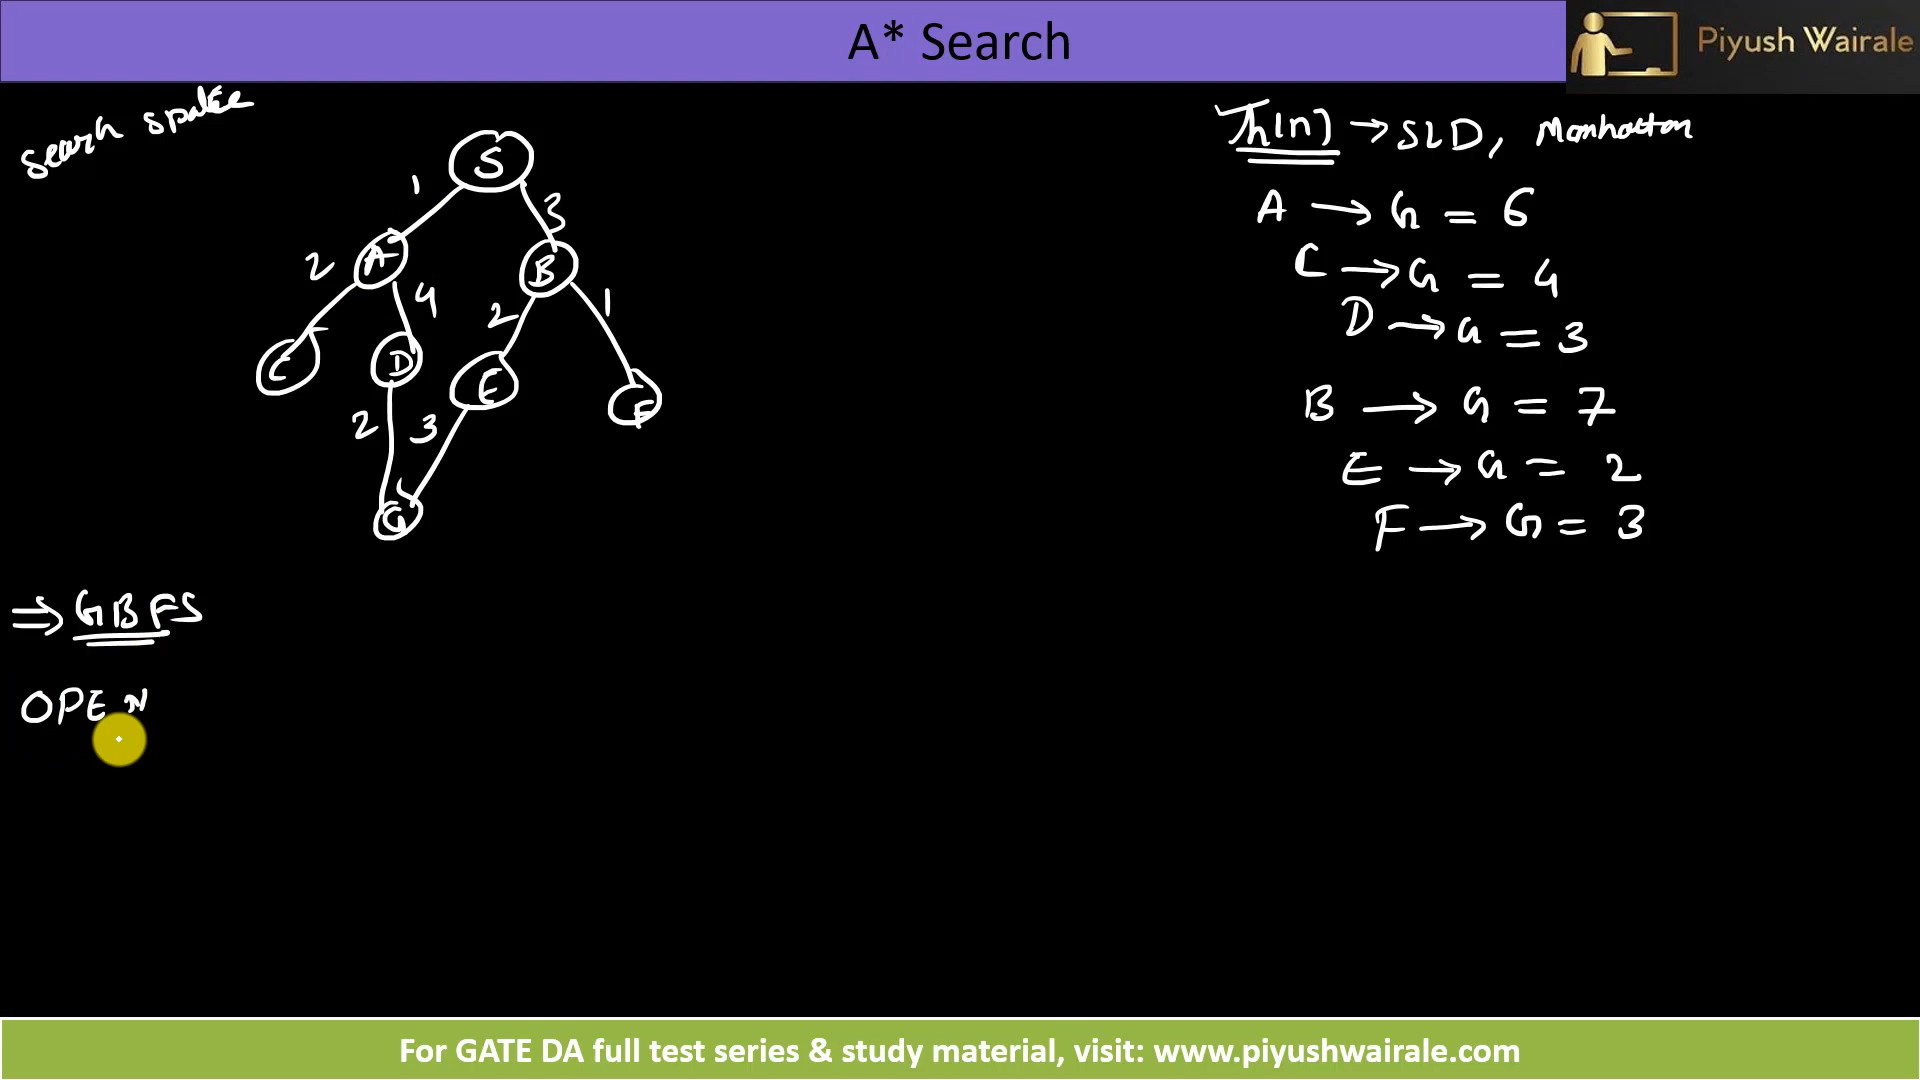 A* Search
Piyush Wairale
Search space
S
1
3
A
B
2
4
2
1
C
D
E
F
2
3
G
h(n) → SLD, Manhattan
A → G = 6
C → G = 4
D → G = 3
B → G = 7
E → G = 2
F → G = 3
⇒ GBFS
OPEN
For GATE DA full test series & study material, visit: www.piyushwairale.com